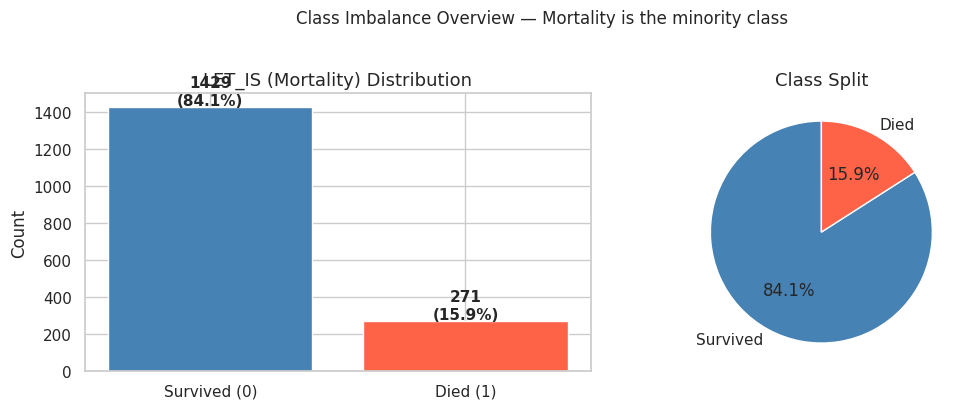 Class Imbalance Overview — Mortality is the minority class
LET_IS (Mortality) Distribution
1429
(84.1%)
271
(15.9%)
Count
1400
1200
1000
800
600
400
200
0
Survived (0)
Died (1)
Class Split
Died
15.9%
84.1%
Survived